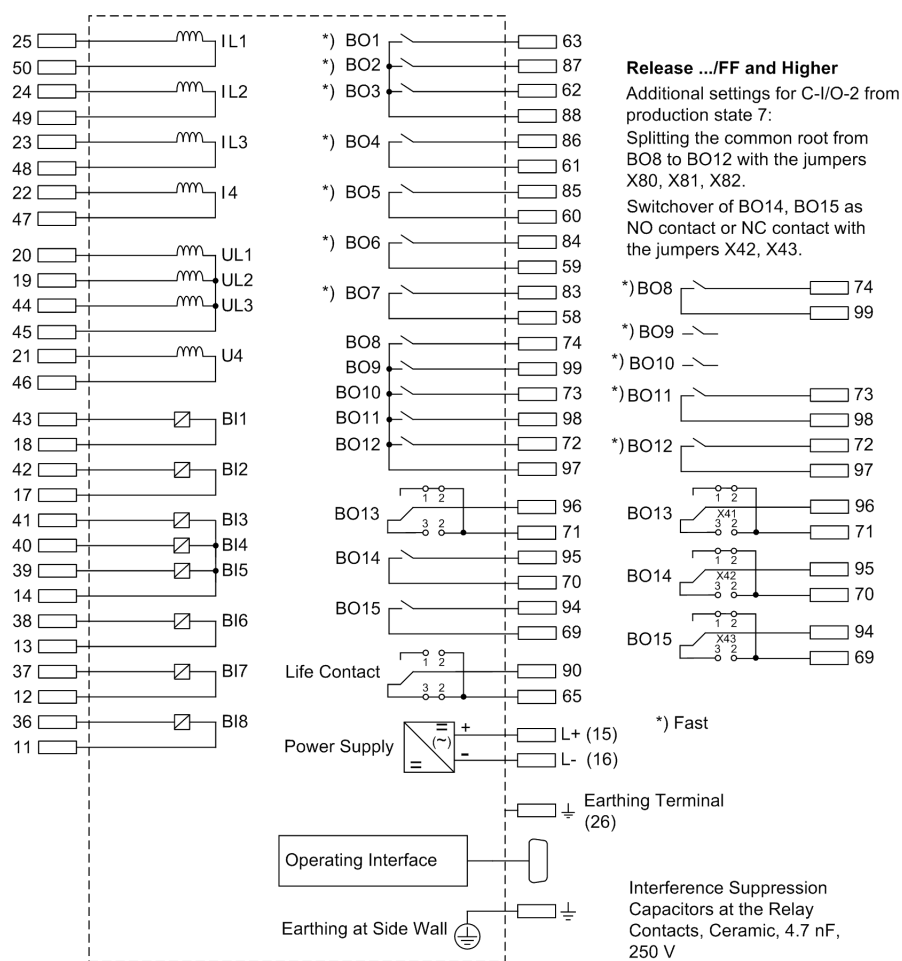 25 IL1 *) BO1 63
50 *) BO2 87
24 IL2 *) BO3 62
49 88
23 IL3 *) BO4 86
48 61
22 I4 *) BO5 85
47 60
*) BO6 84
20 UL1 59
19 UL2
44 UL3 *) BO7 83
45 58
21 U4 BO8 74
46 BO9 99
BO10 73
43 BI1 BO11 98
18 BO12 72
42 BI2 97
17
41 BI3 BO13 1 2 96
40 BI4 3 2 71
39 BI5 BO14 95
14 70
38 BI6 BO15 94
13 69
37 BI7 Life Contact 1 2 90
12 3 2 65
36 BI8
11
Power Supply = (~) = + L+ (15)
- L- (16)
Earthing Terminal
(26)
Operating Interface
Earthing at Side Wall
Release .../FF and Higher
Additional settings for C-I/O-2 from
production state 7:
Splitting the common root from
BO8 to BO12 with the jumpers
X80, X81, X82.
Switchover of BO14, BO15 as
NO contact or NC contact with
the jumpers X42, X43.
*) BO8 74
99
*) BO9
*) BO10
*) BO11 73
98
*) BO12 72
97
BO13 1 2 96
X41
3 2 71
BO14 1 2 95
X42
3 2 70
BO15 1 2 94
X43
3 2 69
*) Fast
Interference Suppression
Capacitors at the Relay
Contacts, Ceramic, 4.7 nF,
250 V